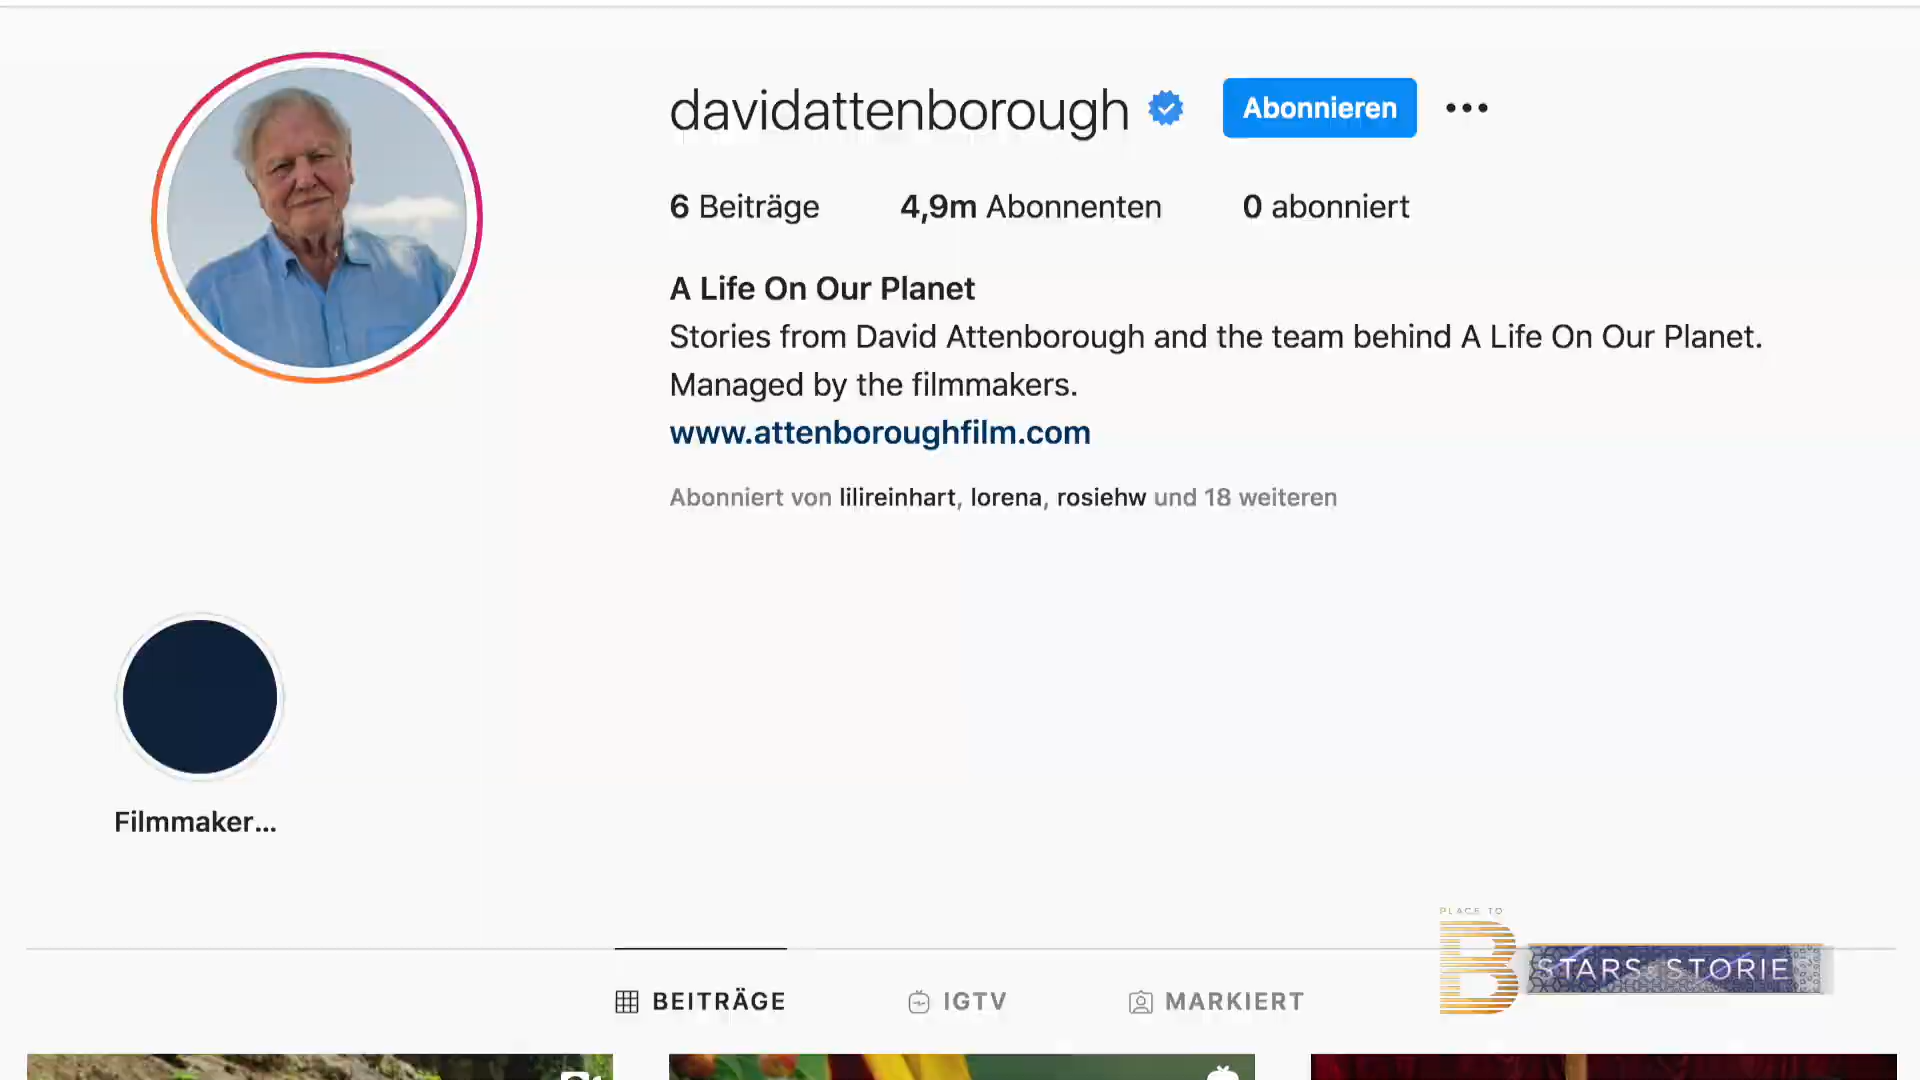 davidattenborough
Abonnieren
6 Beiträge 4,9m Abonnenten 0 abonniert
A Life On Our Planet
Stories from David Attenborough and the team behind A Life On Our Planet.
Managed by the filmmakers.
www.attenboroughfilm.com
Abonniert von lilireinhart, lorena, rosiehw und 18 weiteren
Filmmaker...
PLACE TO
B STARS & STORIE
BEITRÄGE IGTV MARKIERT